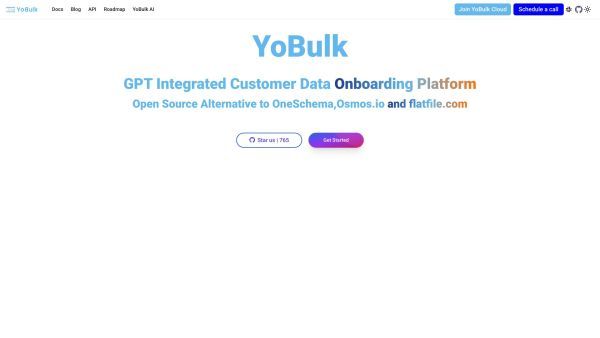 YoBulk Docs Blog API Roadmap YoBulk AI Join YoBulk Cloud Schedule a call
YoBulk
GPT Integrated Customer Data Onboarding Platform
Open Source Alternative to OneSchema,Osmos.io and flatfile.com
Star us | 765 Get Started